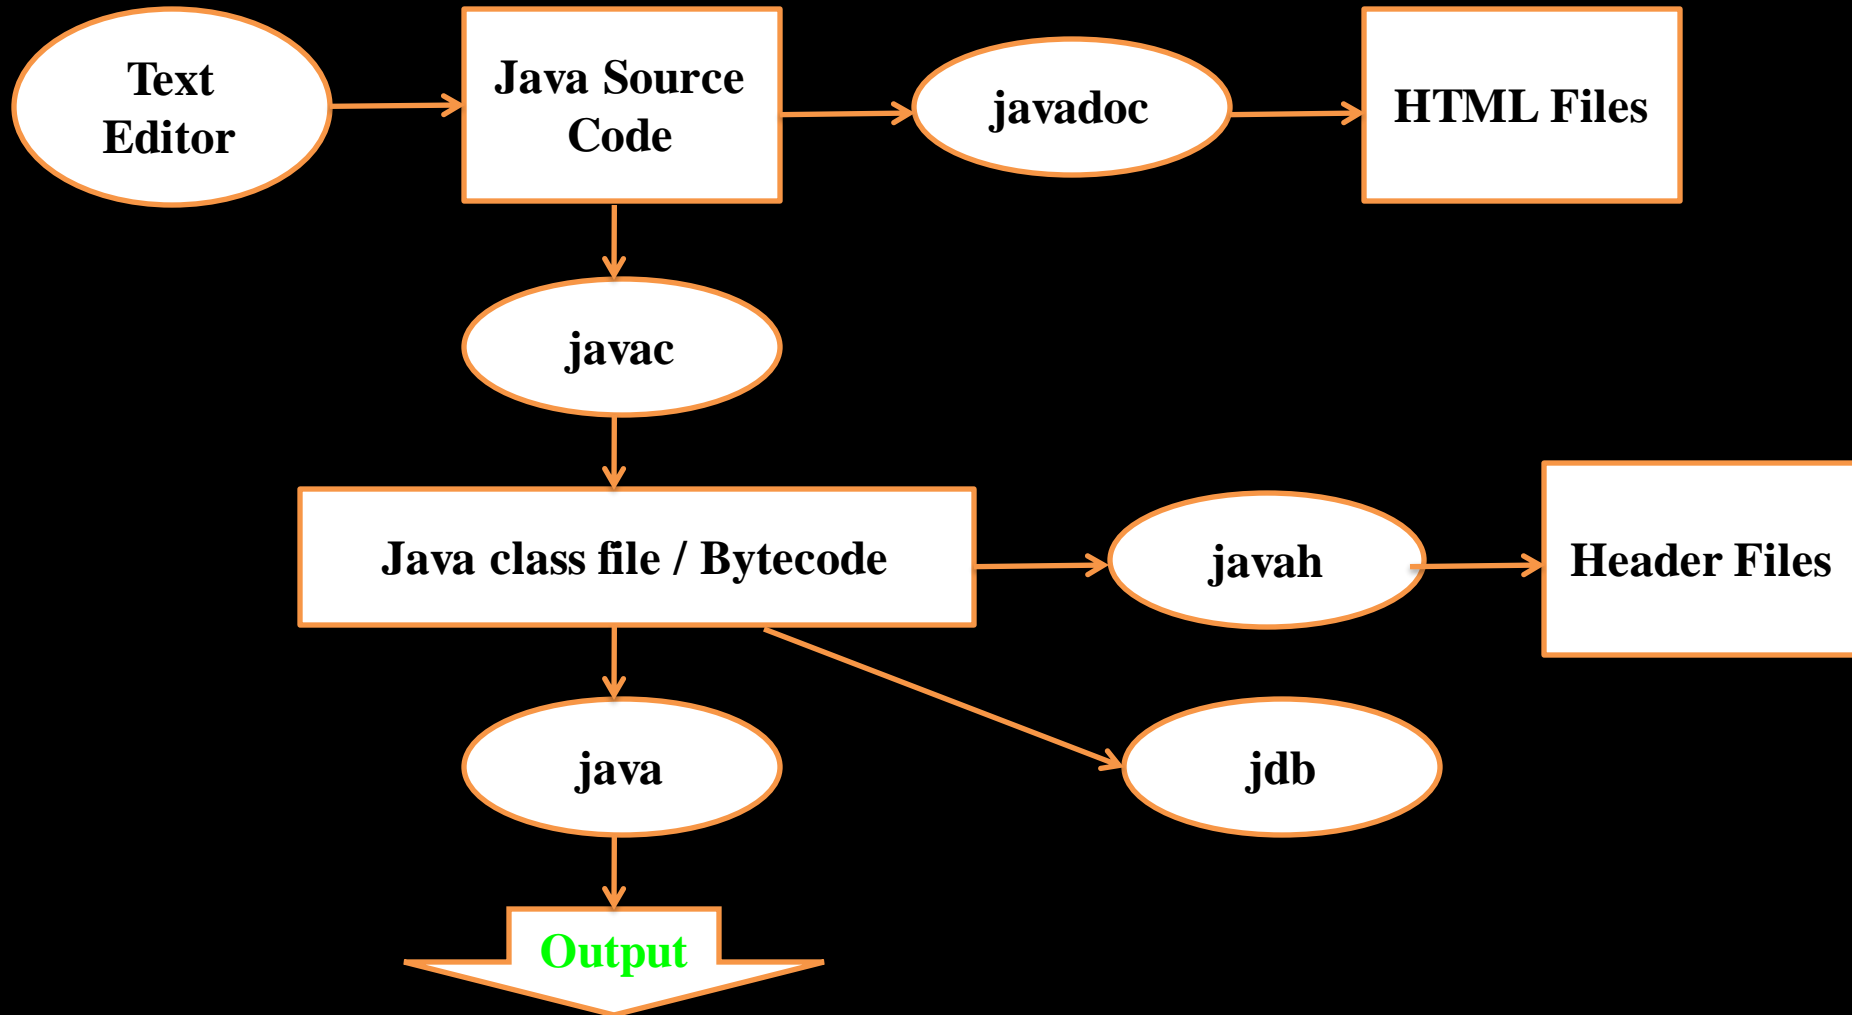 Text
Editor
Java Source
Code
javadoc
HTML Files
javac
Java class file / Bytecode
javah
Header Files
java
jdb
Output